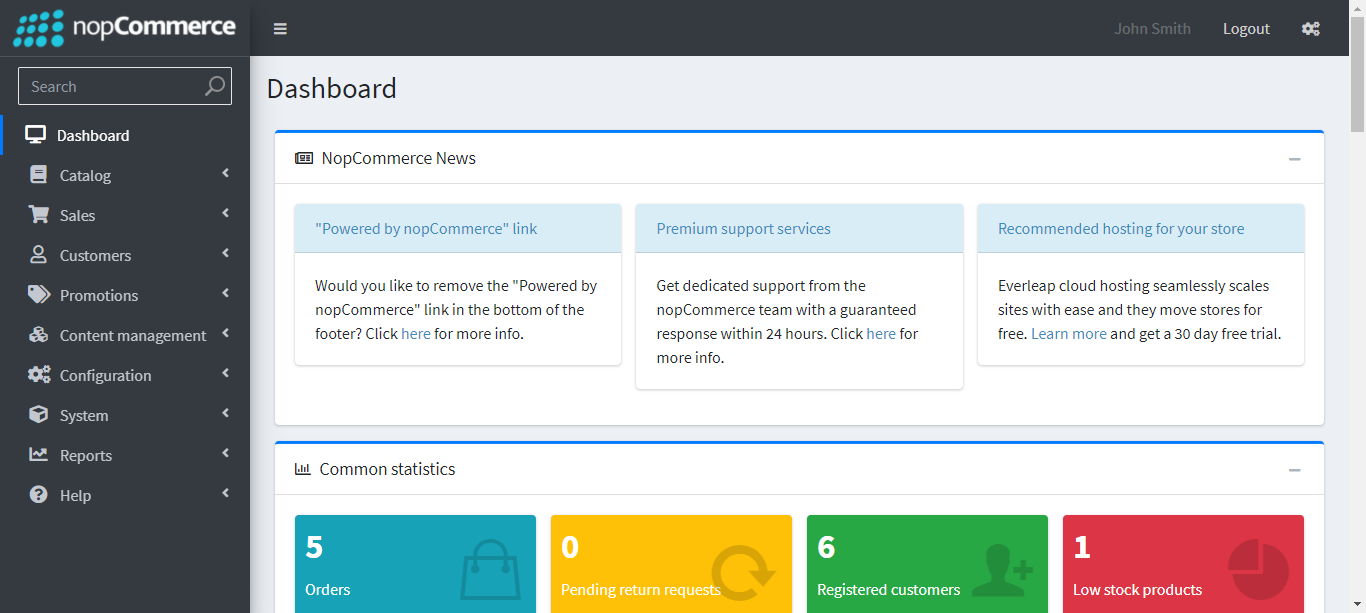 nopCommerce
John Smith
Logout
Search
Dashboard
Catalog
Sales
Customers
Promotions
Content management
Configuration
System
Reports
Help
Dashboard
NopCommerce News
"Powered by nopCommerce" link
Would you like to remove the "Powered by
nopCommerce" link in the bottom of the
footer? Click here for more info.
Premium support services
Get dedicated support from the
nopCommerce team with a guaranteed
response within 24 hours. Click here for
more info.
Recommended hosting for your store
Everleap cloud hosting seamlessly scales
sites with ease and they move stores for
free. Learn more and get a 30 day free trial.
Common statistics
5
Orders
0
Pending return requests
6
Registered customers
1
Low stock products